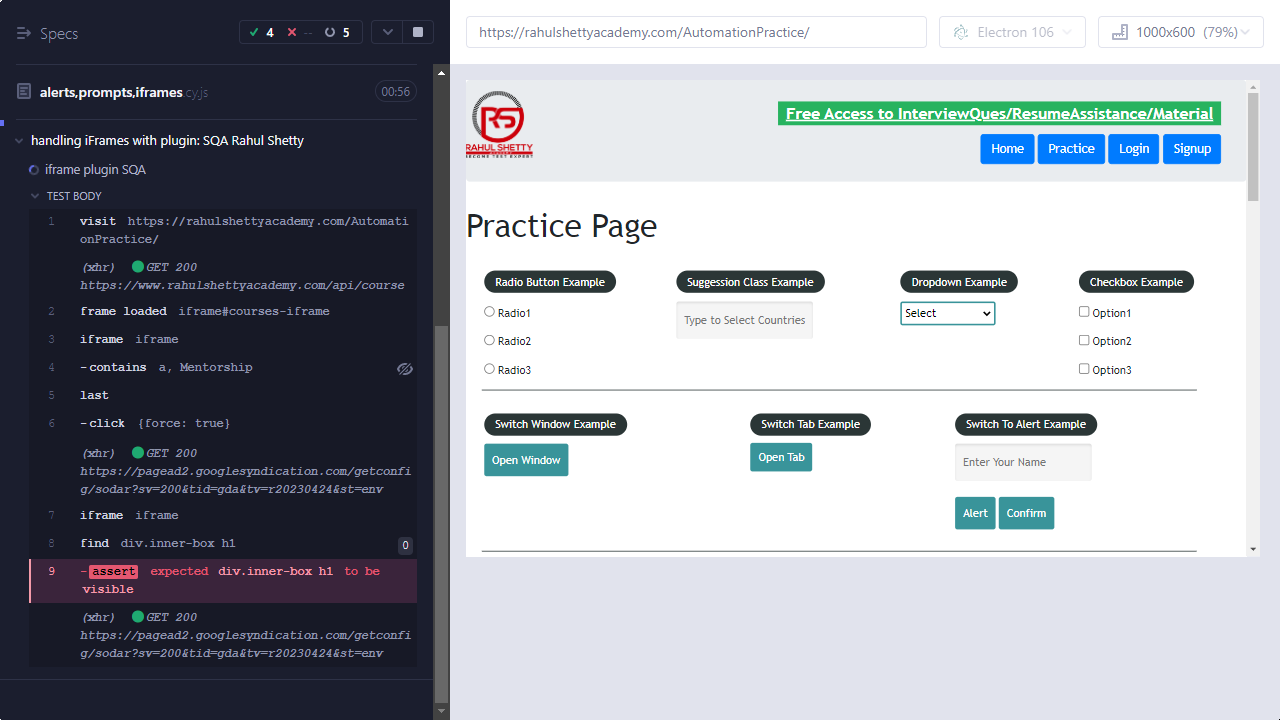 Specs
4
--
5
alerts,prompts,iframes.cy.js
00:56
handling iFrames with plugin: SQA Rahul Shetty
iframe plugin SQA
TEST BODY
1 visit https://rahulshettyacademy.com/Automati
onPractice/
(xhr) GET 200
https://www.rahulshettyacademy.com/api/course
2 frame loaded iframe#courses-iframe
3 iframe iframe
4 -contains a, Mentorship
5 last
6 -click {force: true}
(xhr) GET 200
https://pagead2.googlesyndication.com/getconfi
g/sodar?sv=200&tid=gda&tv=r20230424&st=env
7 iframe iframe
8 find div.inner-box h1 0
9 -assert expected div.inner-box h1 to be
visible
(xhr) GET 200
https://pagead2.googlesyndication.com/getconfi
g/sodar?sv=200&tid=gda&tv=r20230424&st=env
https://rahulshettyacademy.com/AutomationPractice/
Electron 106
1000x600 (79%)
RS
RAHUL SHETTY
ACADEMY
BECOME TEST EXPERT
Free Access to InterviewQues/ResumeAssistance/Material
Home Practice Login Signup
Practice Page
Radio Button Example
Radio1
Radio2
Radio3
Suggession Class Example
Type to Select Countries
Dropdown Example
Select
Checkbox Example
Option1
Option2
Option3
Switch Window Example
Open Window
Switch Tab Example
Open Tab
Switch To Alert Example
Enter Your Name
Alert Confirm